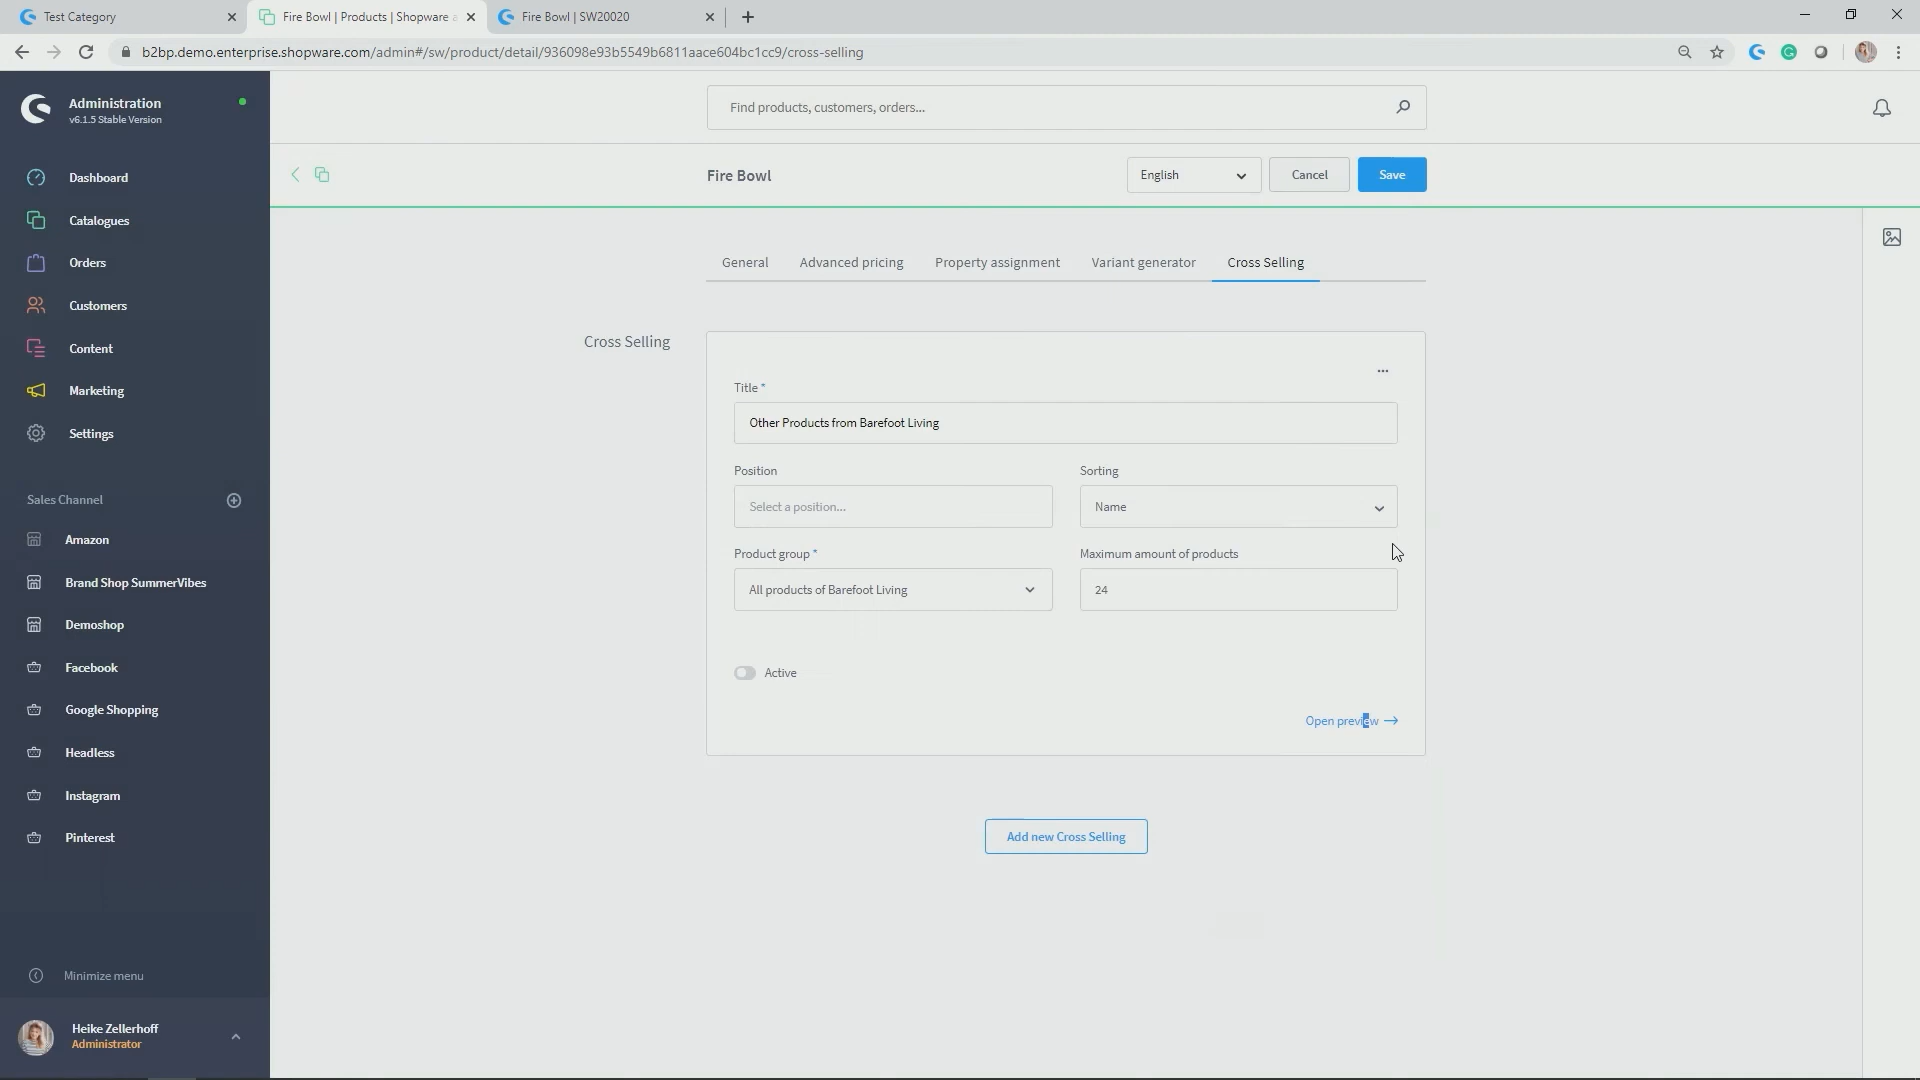 Test Category
Fire Bowl | Products | Shopware a
Fire Bowl | SW20020
b2bp.demo.enterprise.shopware.com/admin#/sw/product/detail/936098e93b5549b6811aace604bc1cc9/cross-selling
Administration
v6.1.5 Stable Version
Find products, customers, orders...
Fire Bowl
English
Cancel
Save
Dashboard
Catalogues
Orders
Customers
Content
Marketing
Settings
Sales Channel
Amazon
Brand Shop SummerVibes
Demoshop
Facebook
Google Shopping
Headless
Instagram
Pinterest
Minimize menu
Heike Zellerhoff
Administrator
General
Advanced pricing
Property assignment
Variant generator
Cross Selling
Cross Selling
Title *
Other Products from Barefoot Living
Position
Sorting
Select a position...
Name
Product group *
Maximum amount of products
All products of Barefoot Living
24
Active
Open preview
Add new Cross Selling